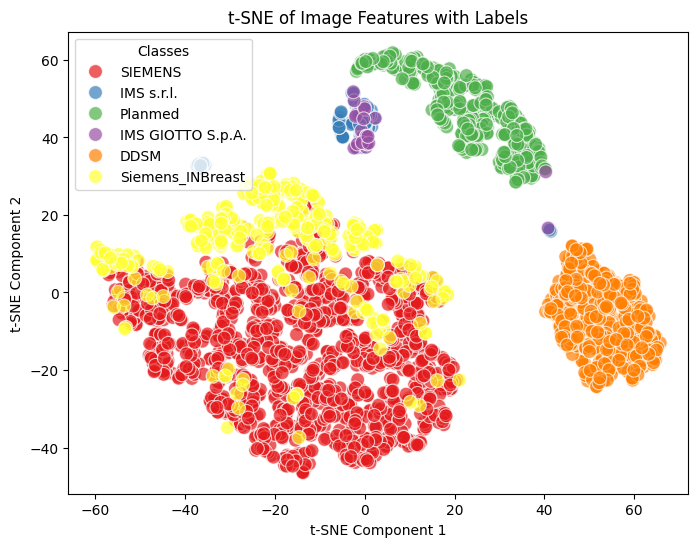 t-SNE of Image Features with Labels
Classes
SIEMENS
IMS s.r.l.
Planmed
IMS GIOTTO S.p.A.
DDSM
Siemens_INBreast
60
40
20
0
−20
−40
t-SNE Component 2
−60 −40 −20 0 20 40 60
t-SNE Component 1